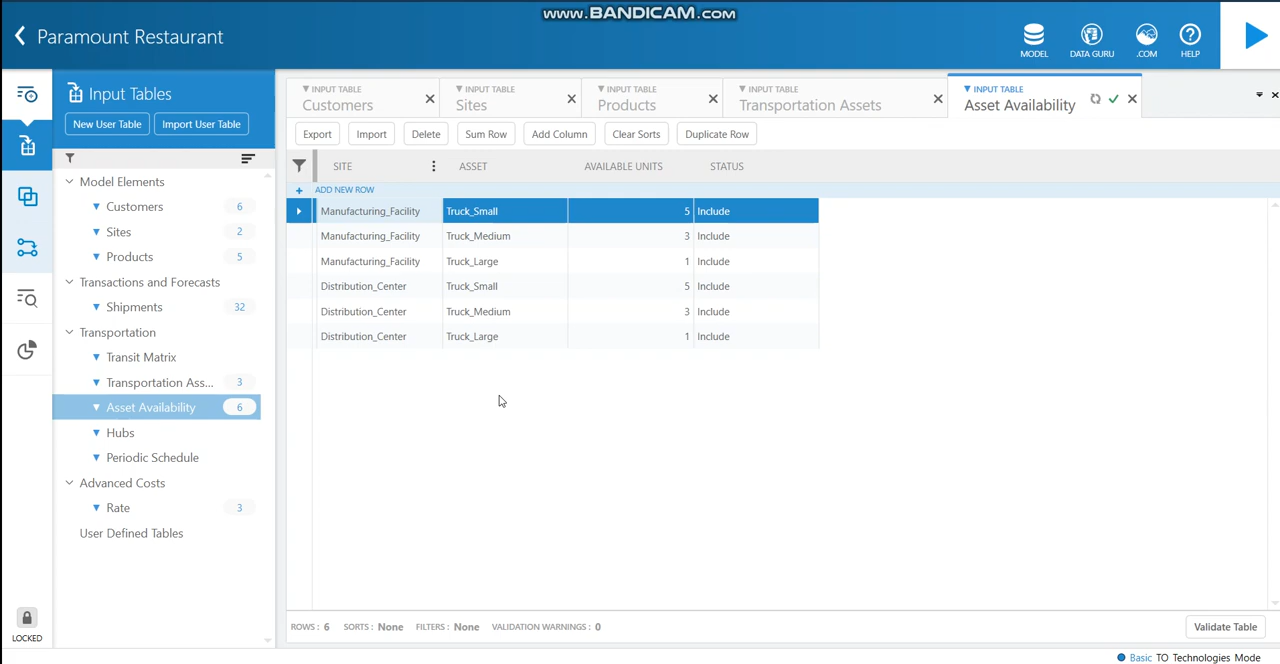 www.BANDICAM.com
Paramount Restaurant
MODEL
DATA GURU
.COM
HELP
Input Tables
New User Table
Import User Table
Model Elements
Customers 6
Sites 2
Products 5
Transactions and Forecasts
Shipments 32
Transportation
Transit Matrix
Transportation Ass... 3
Asset Availability 6
Hubs
Periodic Schedule
Advanced Costs
Rate 3
User Defined Tables
LOCKED
INPUT TABLE
Customers
INPUT TABLE
Sites
INPUT TABLE
Products
INPUT TABLE
Transportation Assets
INPUT TABLE
Asset Availability
Export Import Delete Sum Row Add Column Clear Sorts Duplicate Row
SITE ASSET AVAILABLE UNITS STATUS
+ ADD NEW ROW
Manufacturing_Facility Truck_Small 5 Include
Manufacturing_Facility Truck_Medium 3 Include
Manufacturing_Facility Truck_Large 1 Include
Distribution_Center Truck_Small 5 Include
Distribution_Center Truck_Medium 3 Include
Distribution_Center Truck_Large 1 Include
ROWS : 6 SORTS : None FILTERS : None VALIDATION WARNINGS : 0
Validate Table
Basic TO Technologies Mode